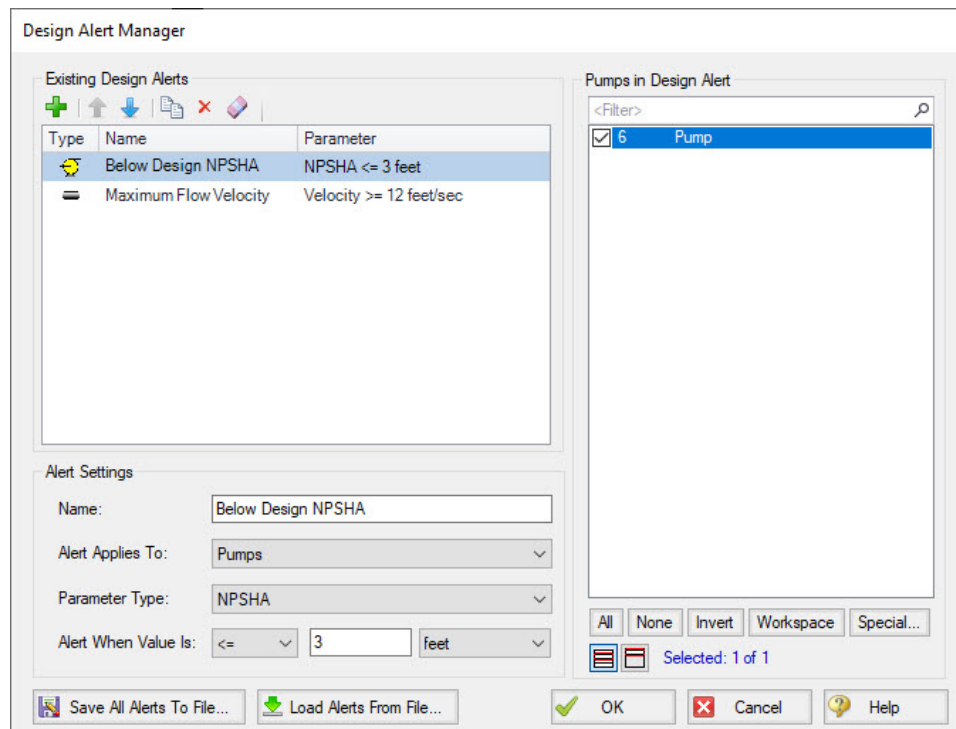 Design Alert Manager
Existing Design Alerts
Type Name Parameter
Below Design NPSHA NPSHA <= 3 feet
Maximum Flow Velocity Velocity >= 12 feet/sec
Alert Settings
Name: Below Design NPSHA
Alert Applies To: Pumps
Parameter Type: NPSHA
Alert When Value Is: <= 3 feet
Pumps in Design Alert
<Filter>
6 Pump
All None Invert Workspace Special...
Selected: 1 of 1
Save All Alerts To File... Load Alerts From File... OK Cancel Help